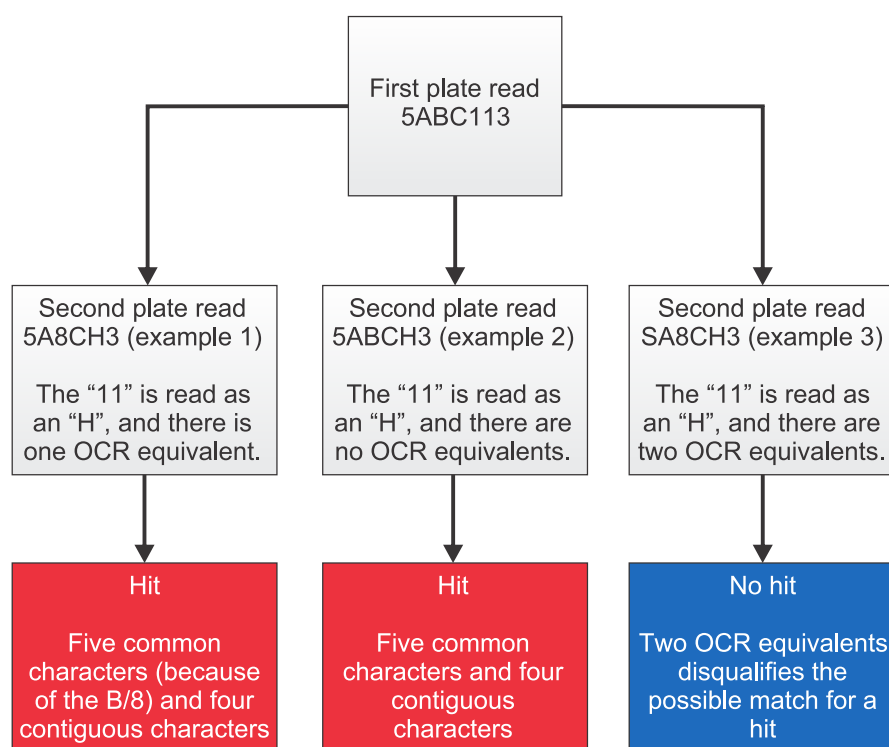 First plate read
5ABC113
Second plate read
5A8CH3 (example 1)
The “11” is read as
an “H”, and there is
one OCR equivalent.
Second plate read
5ABCH3 (example 2)
The “11” is read as
an “H”, and there are
no OCR equivalents.
Second plate read
SA8CH3 (example 3)
The “11” is read as
an “H”, and there are
two OCR equivalents.
Hit
Five common
characters (because
of the B/8) and four
contiguous characters
Hit
Five common
characters and four
contiguous
characters
No hit
Two OCR equivalents
disqualifies the
possible match for a
hit